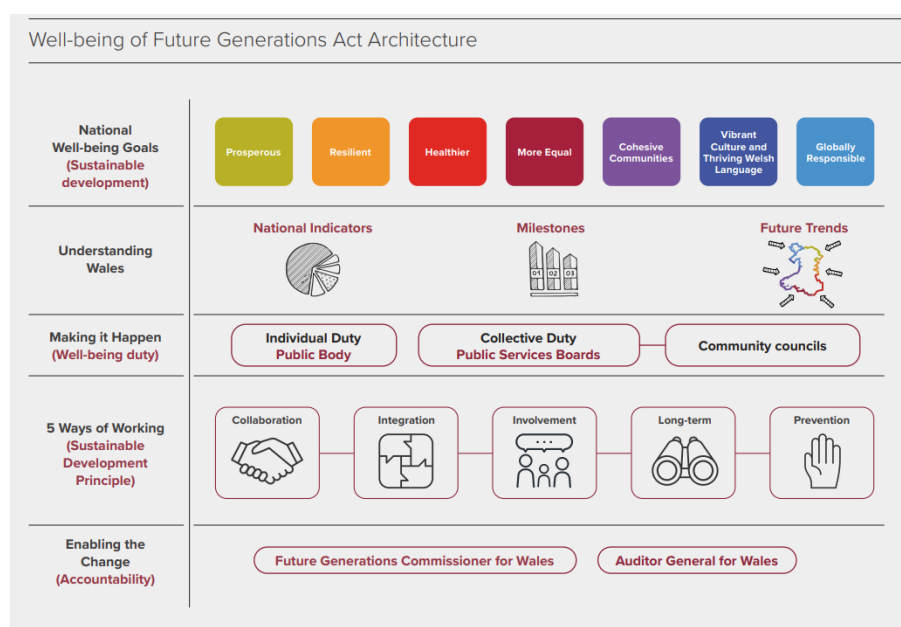 Well-being of Future Generations Act Architecture
National
Well-being Goals
(Sustainable
development)
Prosperous
Resilient
Healthier
More Equal
Cohesive
Communities
Vibrant
Culture and
Thriving Welsh
Language
Globally
Responsible
Understanding
Wales
National Indicators
Milestones
01
02
03
Future Trends
Making it Happen
(Well-being duty)
Individual Duty
Public Body
Collective Duty
Public Services Boards
Community councils
5 Ways of Working
(Sustainable
Development
Principle)
Collaboration
Integration
Involvement
Long-term
Prevention
Enabling the
Change
(Accountability)
Future Generations Commissioner for Wales
Auditor General for Wales